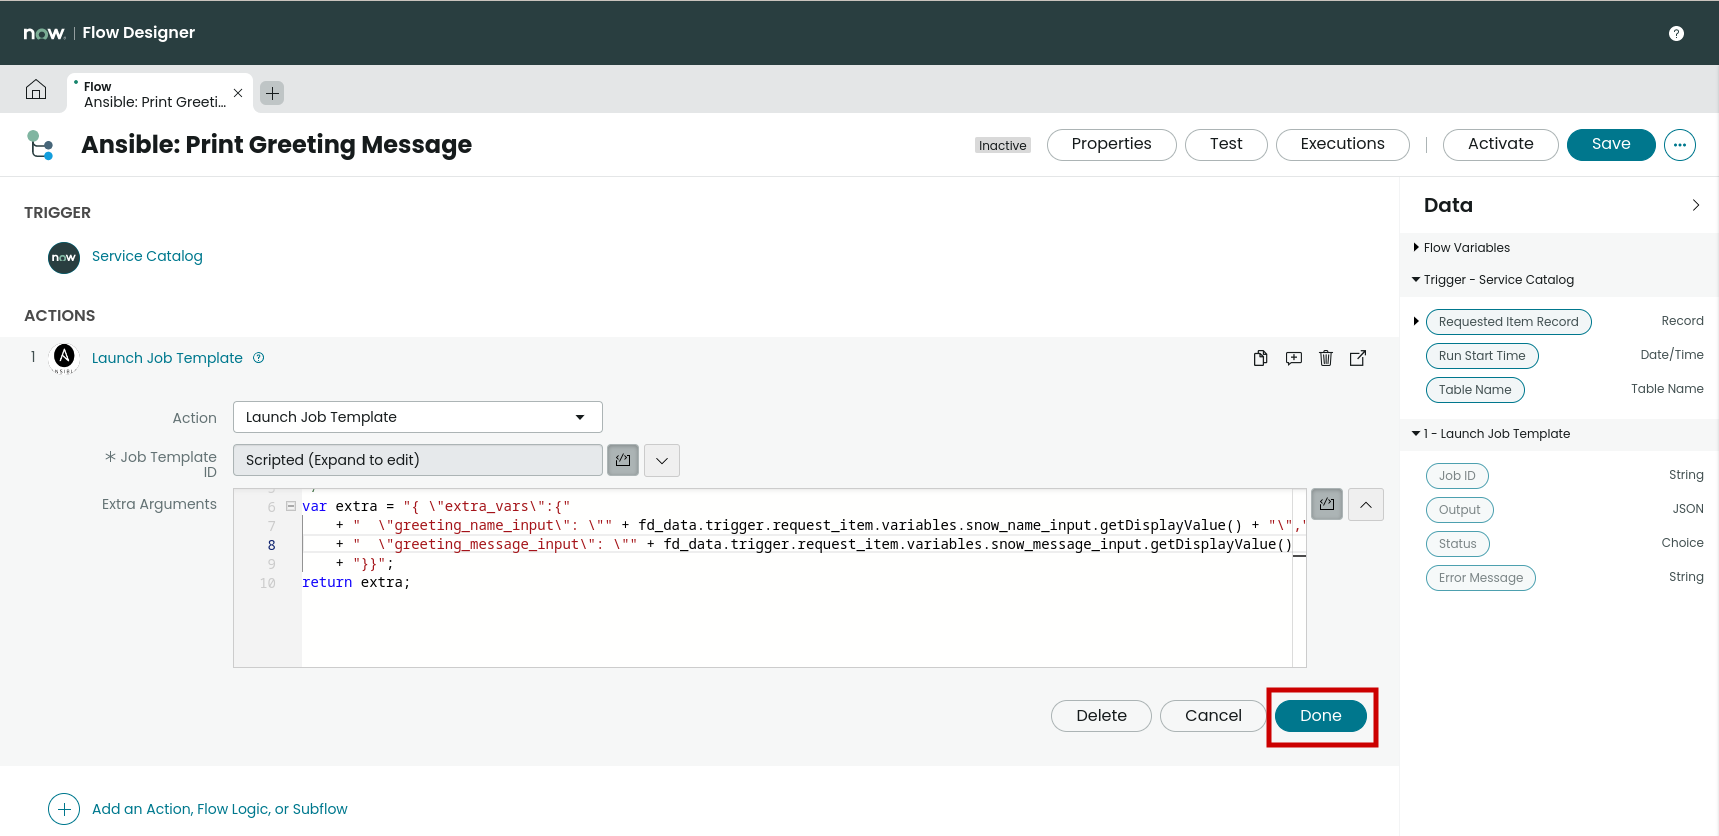 now. | Flow Designer
?
Flow
Ansible: Print Greeti...
Ansible: Print Greeting Message
Inactive
Properties
Test
Executions
Activate
Save
TRIGGER
now
Service Catalog
ACTIONS
1
Launch Job Template ?
Action
Launch Job Template
* Job Template
ID
Scripted (Expand to edit)
Extra Arguments
6 var extra = "{ \"extra_vars\":{"
7 + "  \"greeting_name_input\": \"" + fd_data.trigger.request_item.variables.snow_name_input.getDisplayValue() + "\",
8 + "  \"greeting_message_input\": \"" + fd_data.trigger.request_item.variables.snow_message_input.getDisplayValue()
9 + "}}";
10 return extra;
Delete
Cancel
Done
Add an Action, Flow Logic, or Subflow
Data
Flow Variables
Trigger - Service Catalog
Requested Item Record Record
Run Start Time Date/Time
Table Name Table Name
1 - Launch Job Template
Job ID String
Output JSON
Status Choice
Error Message String